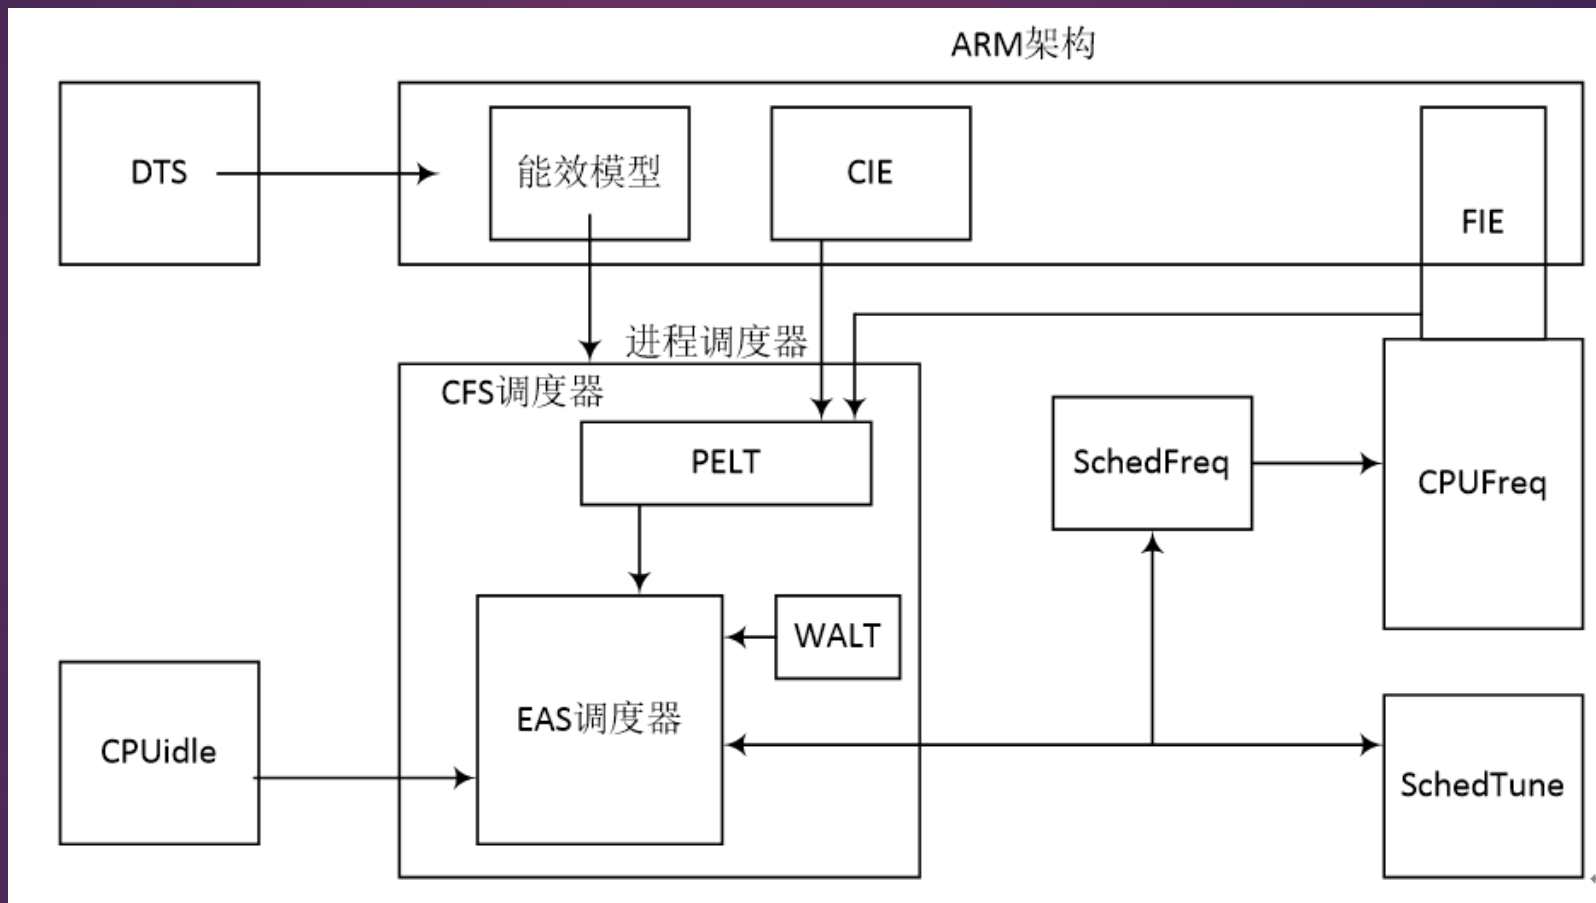 ARM架构
DTS
能效模型
CIE
FIE
进程调度器
CFS调度器
PELT
SchedFreq
CPUFreq
WALT
EAS调度器
CPUidle
SchedTune